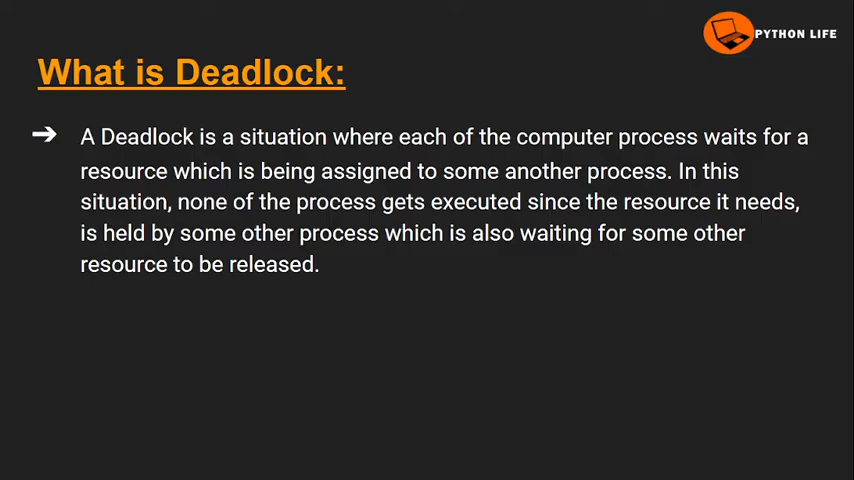 PYTHON LIFE
What is Deadlock:
➔ A Deadlock is a situation where each of the computer process waits for a
resource which is being assigned to some another process. In this
situation, none of the process gets executed since the resource it needs,
is held by some other process which is also waiting for some other
resource to be released.